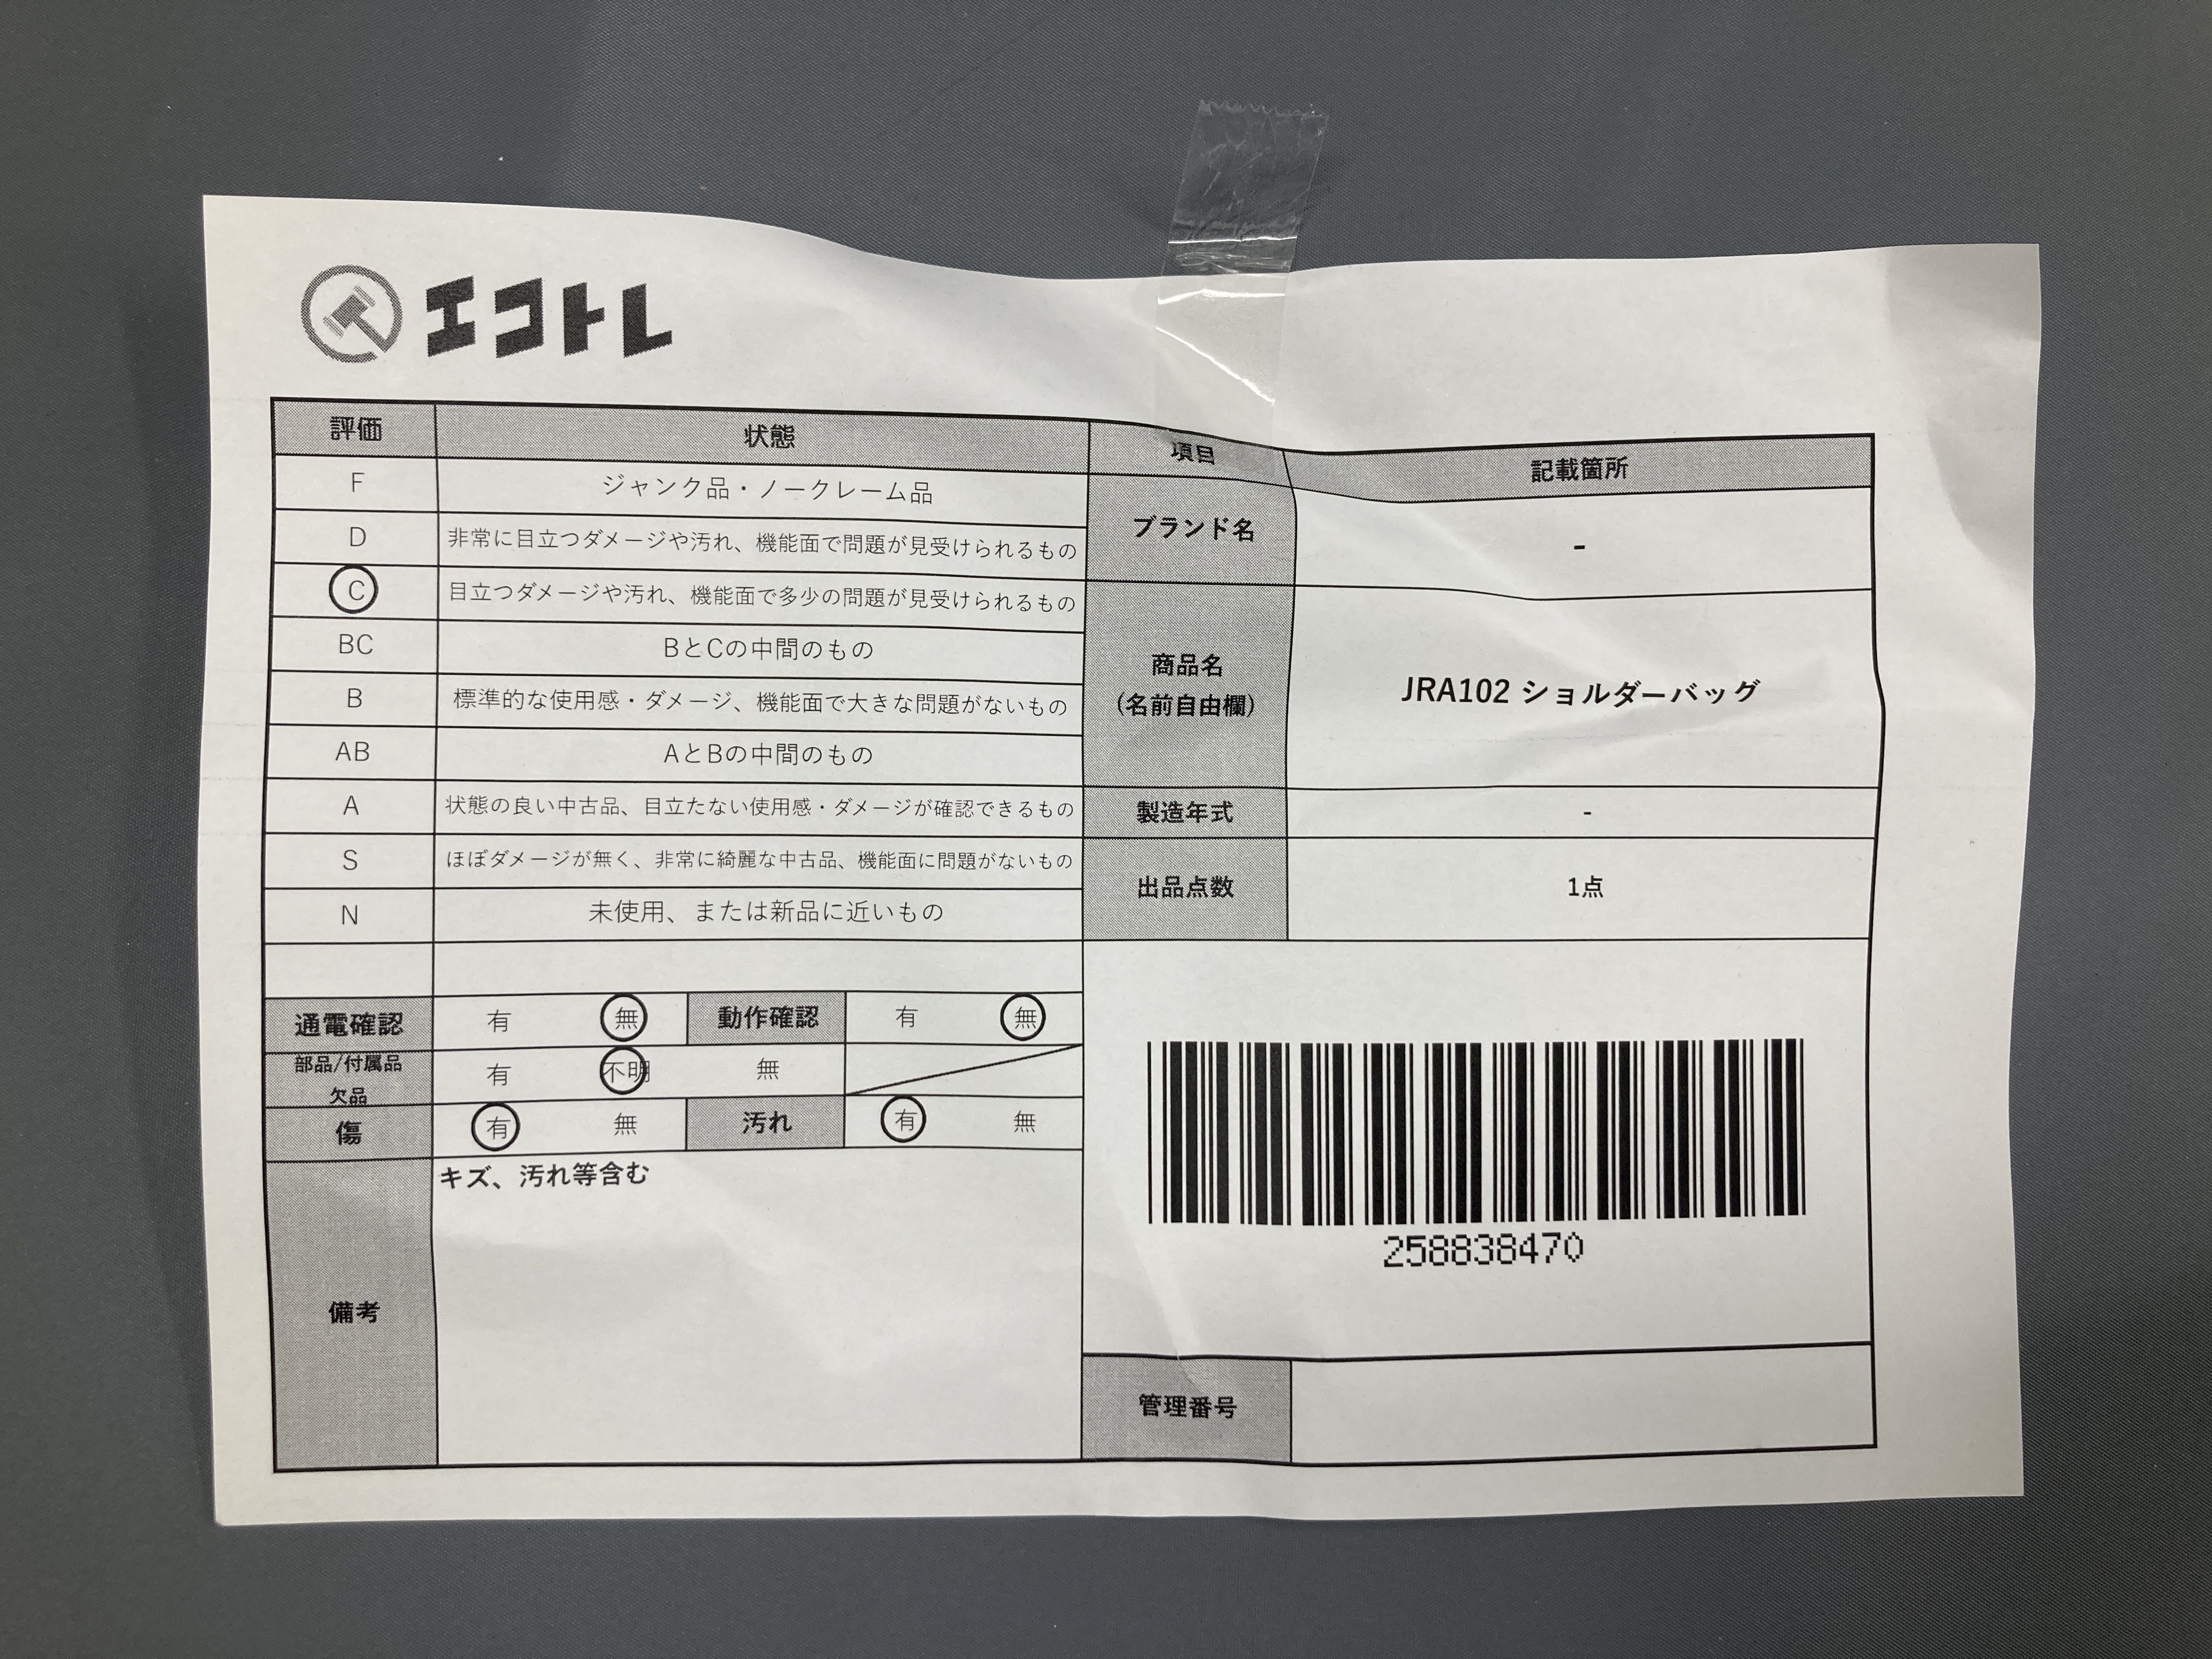 エコトレ
評価 状態
F ジャンク品・ノークレーム品
D 非常に目立つダメージや汚れ、機能面で問題が見受けられるもの
C 目立つダメージや汚れ、機能面で多少の問題が見受けられるもの
BC BとCの中間のもの
B 標準的な使用感・ダメージ、機能面で大きな問題がないもの
AB AとBの中間のもの
A 状態の良い中古品、目立たない使用感・ダメージが確認できるもの
S ほぼダメージが無く、非常に綺麗な中古品、機能面に問題がないもの
N 未使用、または新品に近いもの
通電確認 有 無 動作確認 有 無
部品/付属品
欠品 有 不明 無
傷 有 無 汚れ 有 無
備考 キズ、汚れ等含む
項目 記載箇所
ブランド名 -
商品名
(名前自由欄) JRA102 ショルダーバッグ
製造年式 -
出品点数 1点
258838470
管理番号